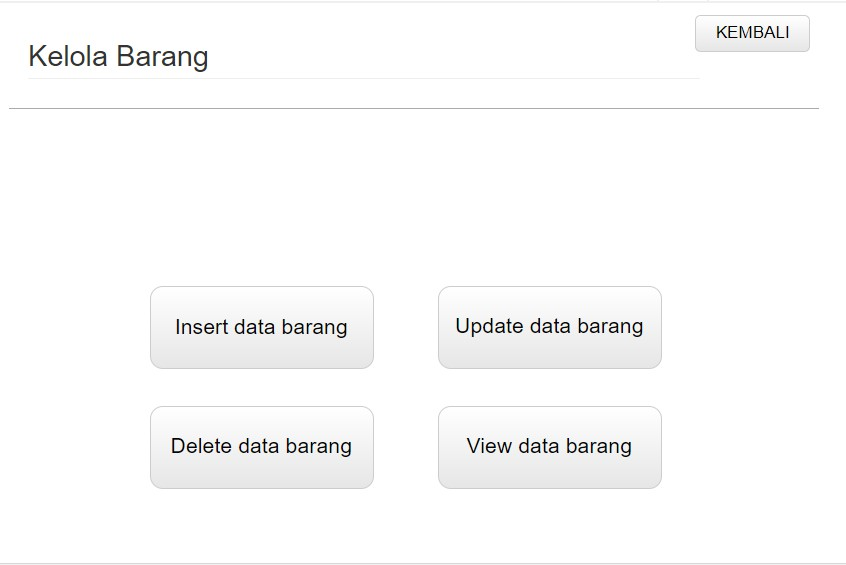 KEMBALI
Kelola Barang
Insert data barang
Update data barang
Delete data barang
View data barang